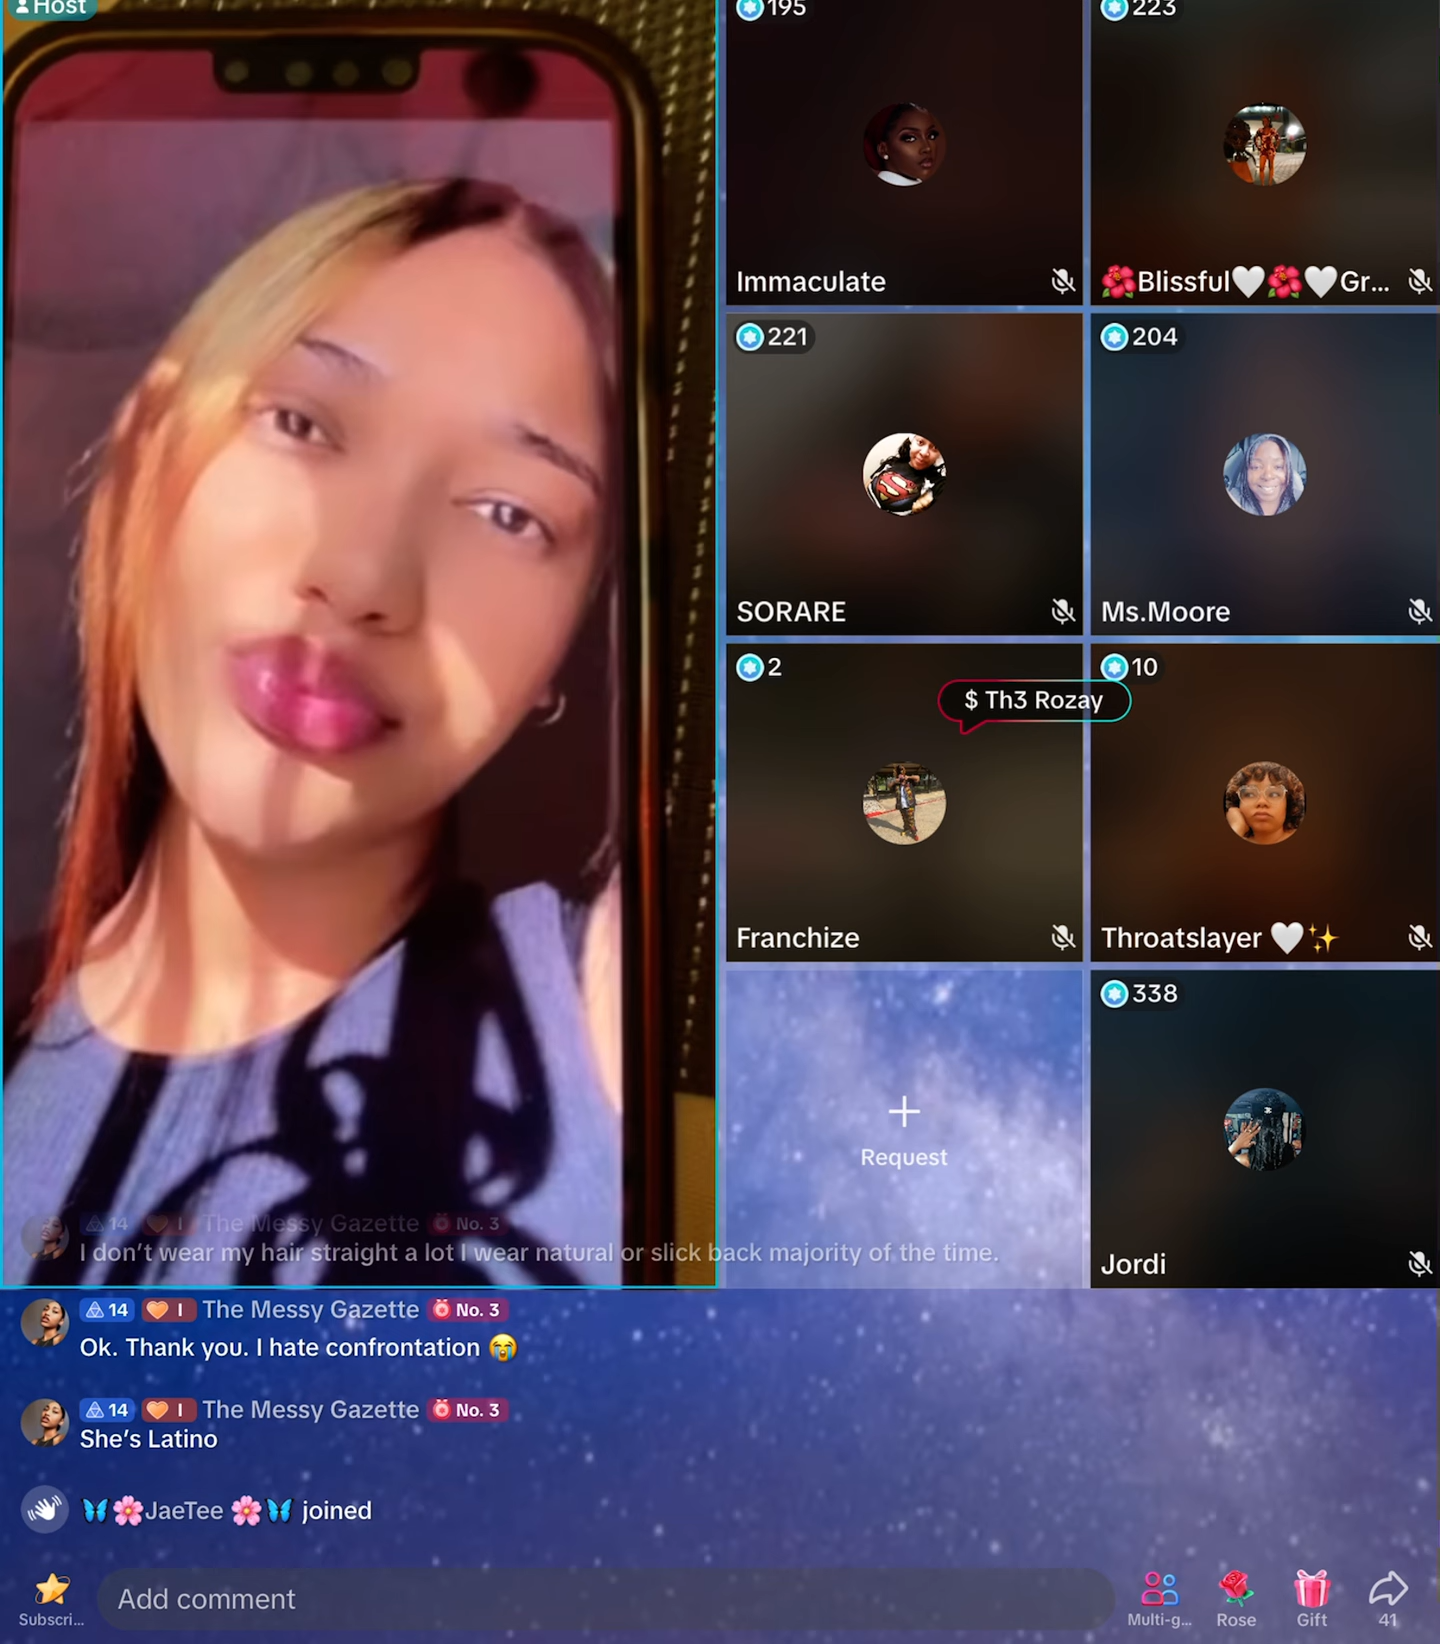 Host
195
223
Immaculate
🌺Blissful🤍🌺🤍Gr...
221
204
SORARE
Ms.Moore
2
10
$ Th3 Rozay
Franchize
Throatslayer 🤍✨
338
+
Request
Jordi
14 I The Messy Gazette No. 3
I don't wear my hair straight a lot I wear natural or slick back majority of the time.
14 I The Messy Gazette No. 3
Ok. Thank you. I hate confrontation 😭
14 I The Messy Gazette No. 3
She's Latino
🦋🌸JaeTee 🌸🦋 joined
Add comment
Subscri...
Multi-g...
Rose
Gift
41